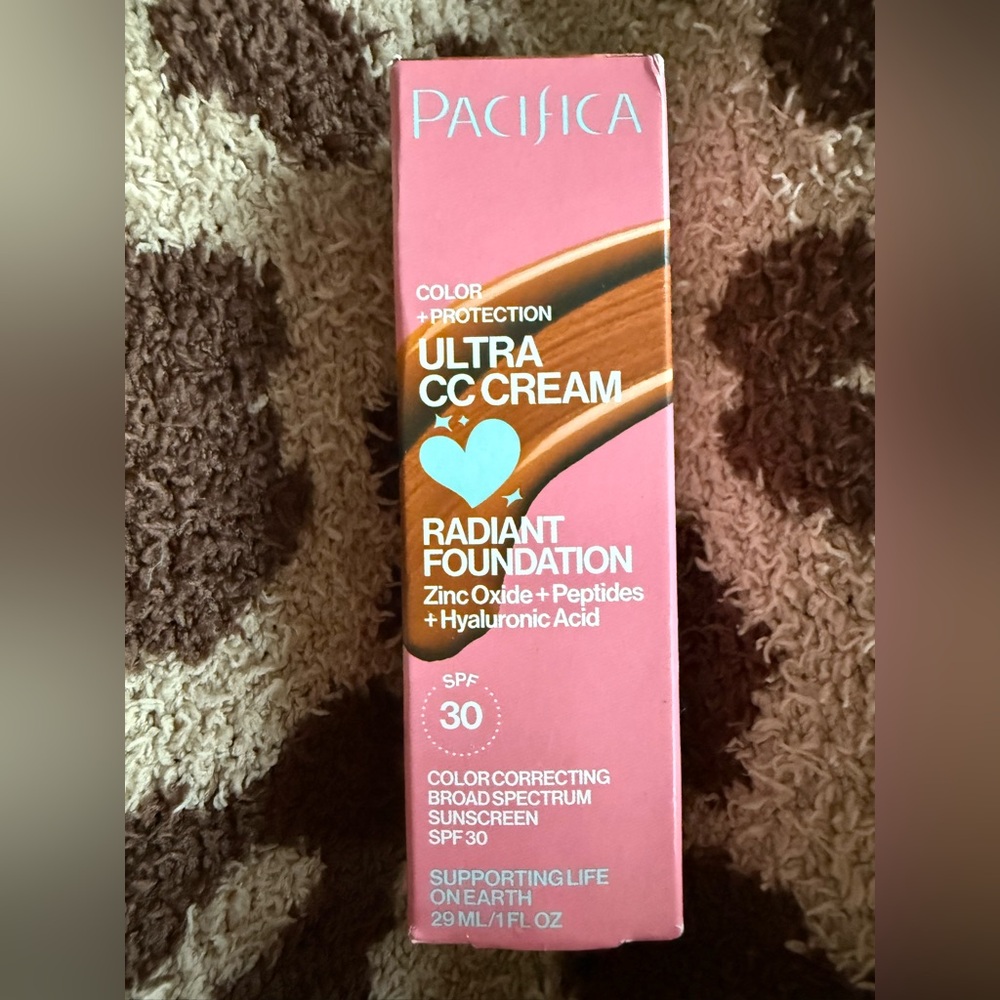 PACIFICA
COLOR
+PROTECTION
ULTRA
CC CREAM
RADIANT
FOUNDATION
Zinc Oxide + Peptides
+ Hyaluronic Acid
SPF
30
COLOR CORRECTING
BROAD SPECTRUM
SUNSCREEN
SPF 30
SUPPORTING LIFE
ON EARTH
29 ML/1 FL OZ